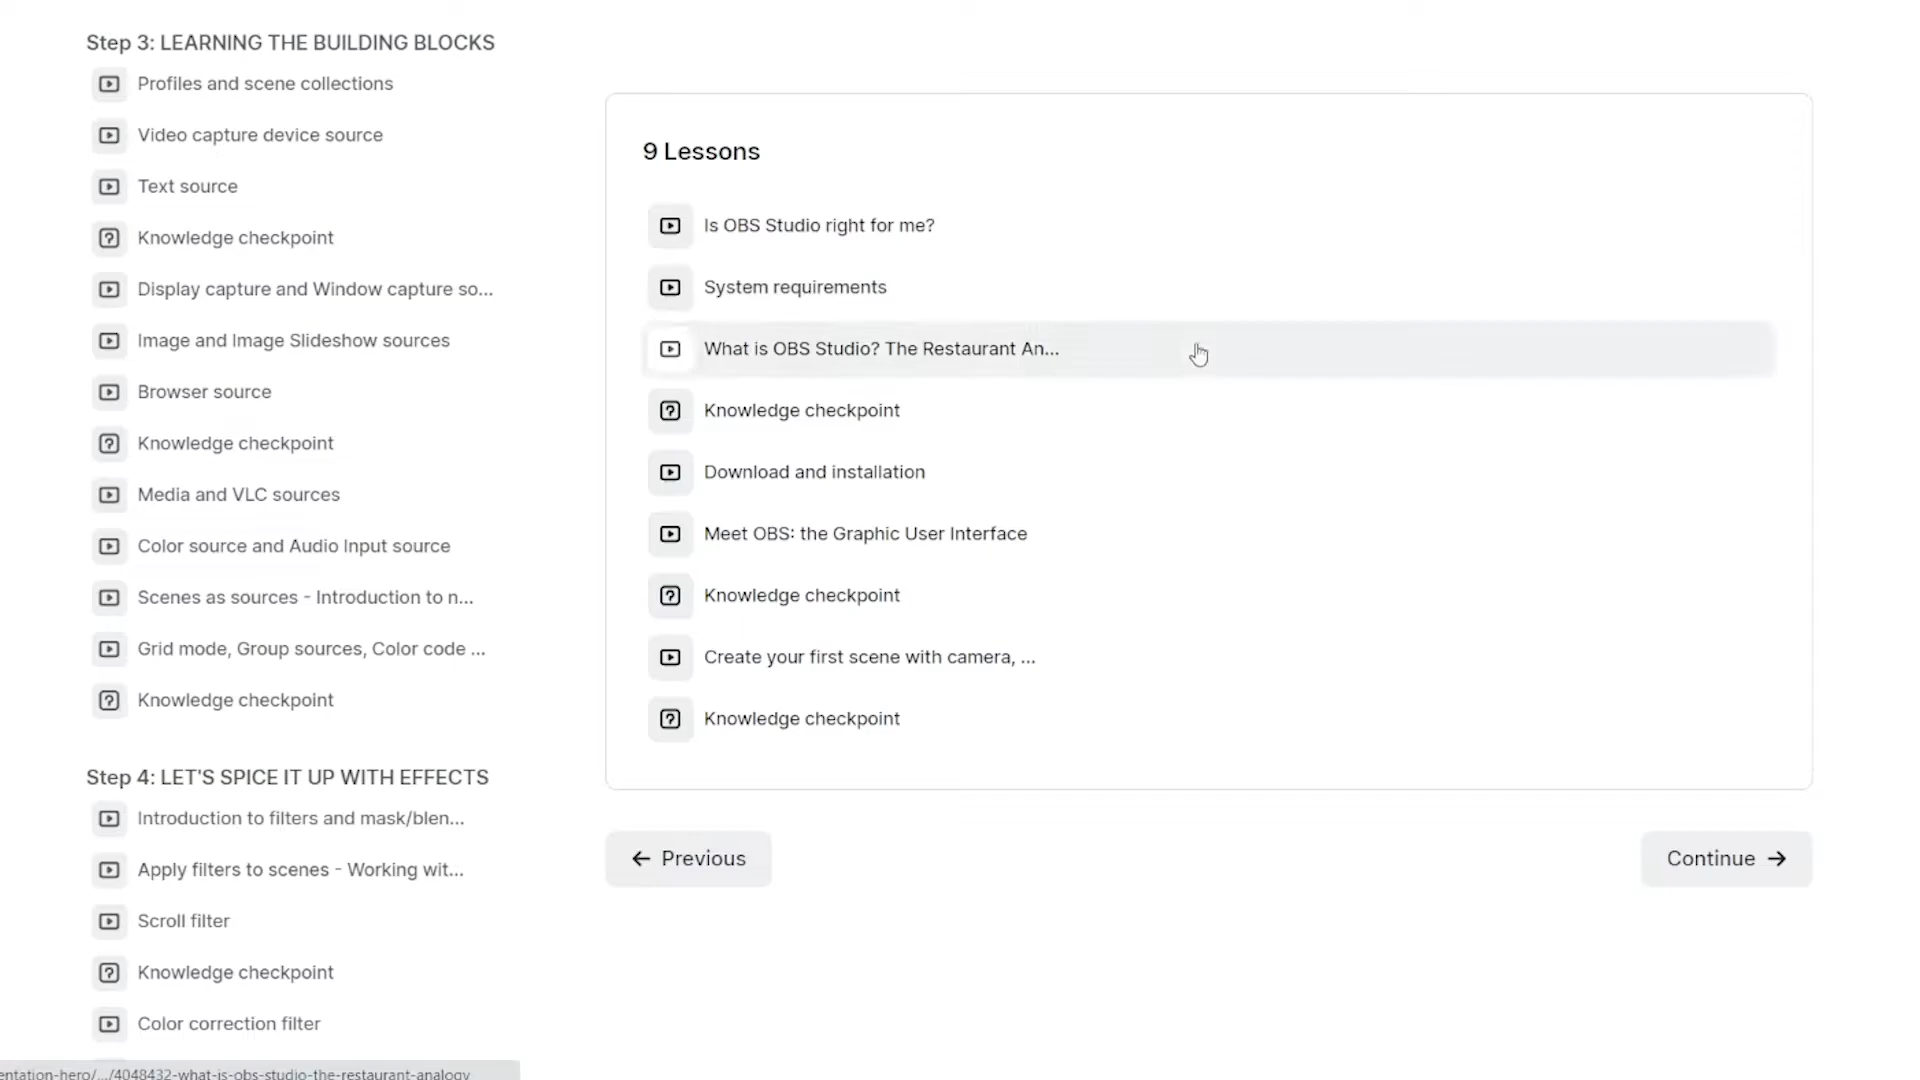 Step 3: LEARNING THE BUILDING BLOCKS
Profiles and scene collections
Video capture device source
Text source
Knowledge checkpoint
Display capture and Window capture so...
Image and Image Slideshow sources
Browser source
Knowledge checkpoint
Media and VLC sources
Color source and Audio Input source
Scenes as sources - Introduction to n...
Grid mode, Group sources, Color code ...
Knowledge checkpoint
Step 4: LET'S SPICE IT UP WITH EFFECTS
Introduction to filters and mask/blen...
Apply filters to scenes - Working wit...
Scroll filter
Knowledge checkpoint
Color correction filter
entation-hero/.../4048432-what-is-obs-studio-the-restaurant-analogy
9 Lessons
Is OBS Studio right for me?
System requirements
What is OBS Studio? The Restaurant An...
Knowledge checkpoint
Download and installation
Meet OBS: the Graphic User Interface
Knowledge checkpoint
Create your first scene with camera, ...
Knowledge checkpoint
← Previous
Continue →